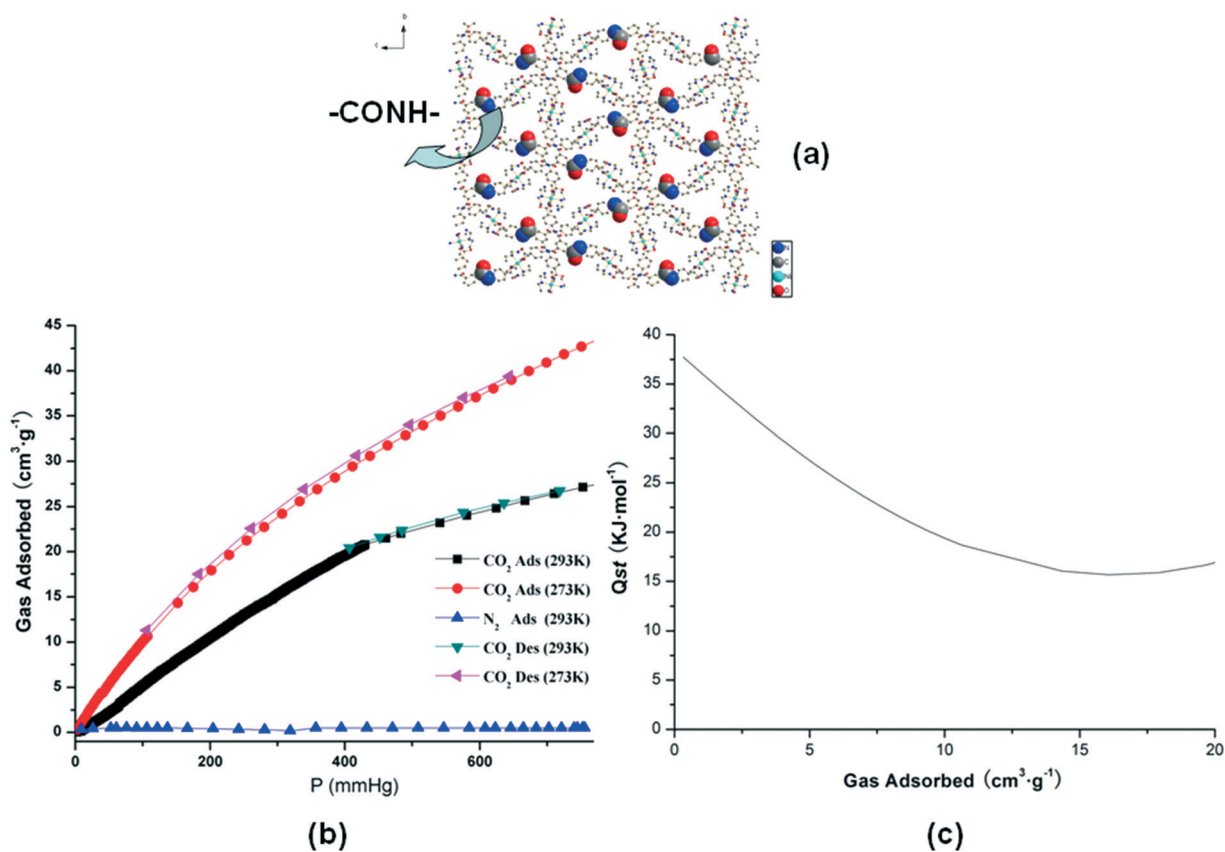 b
c
-CONH-
(a)
N
C
Ni
O
45
40
35
30
25
20
15
10
5
0
Gas Adsorbed (cm³·g⁻¹)
CO₂ Ads (293K)
CO₂ Ads (273K)
N₂ Ads (293K)
CO₂ Des (293K)
CO₂ Des (273K)
0 200 400 600
P (mmHg)
(b)
40
35
30
25
20
15
10
5
0
Qst (KJ·mol⁻¹)
0 5 10 15 20
Gas Adsorbed (cm³·g⁻¹)
(c)